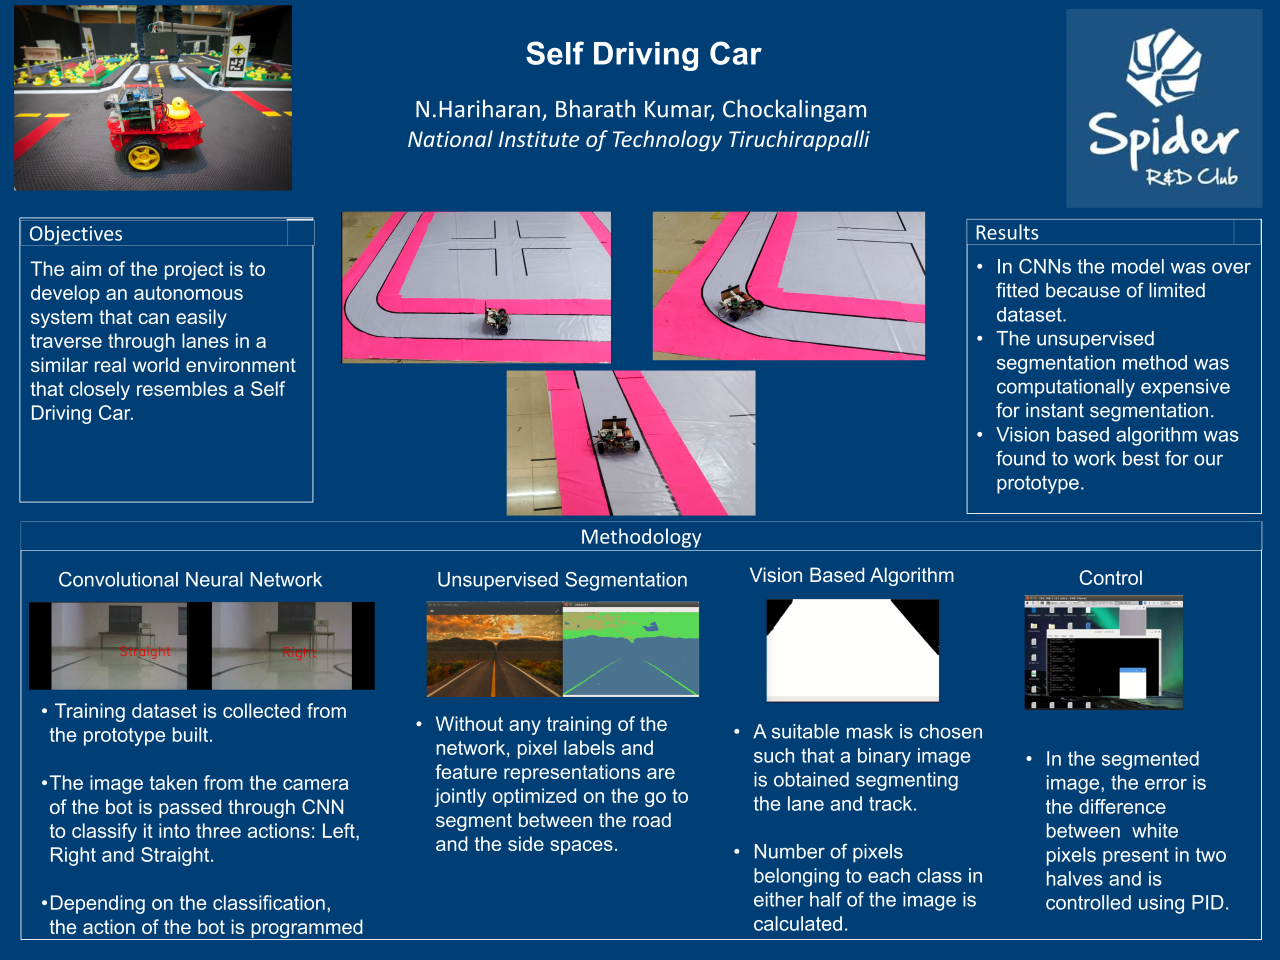 Self Driving Car
N.Hariharan, Bharath Kumar, Chockalingam
National Institute of Technology Tiruchirappalli
Spider
R&D Club
Objectives
The aim of the project is to
develop an autonomous
system that can easily
traverse through lanes in a
similar real world environment
that closely resembles a Self
Driving Car.
Results
• In CNNs the model was over
fitted because of limited
dataset.
• The unsupervised
segmentation method was
computationally expensive
for instant segmentation.
• Vision based algorithm was
found to work best for our
prototype.
Methodology
Convolutional Neural Network
Straight
Right
• Training dataset is collected from
the prototype built.
•The image taken from the camera
of the bot is passed through CNN
to classify it into three actions: Left,
Right and Straight.
•Depending on the classification,
the action of the bot is programmed
Unsupervised Segmentation
• Without any training of the
network, pixel labels and
feature representations are
jointly optimized on the go to
segment between the road
and the side spaces.
Vision Based Algorithm
• A suitable mask is chosen
such that a binary image
is obtained segmenting
the lane and track.
• Number of pixels
belonging to each class in
either half of the image is
calculated.
Control
• In the segmented
image, the error is
the difference
between  white
pixels present in two
halves and is
controlled using PID.